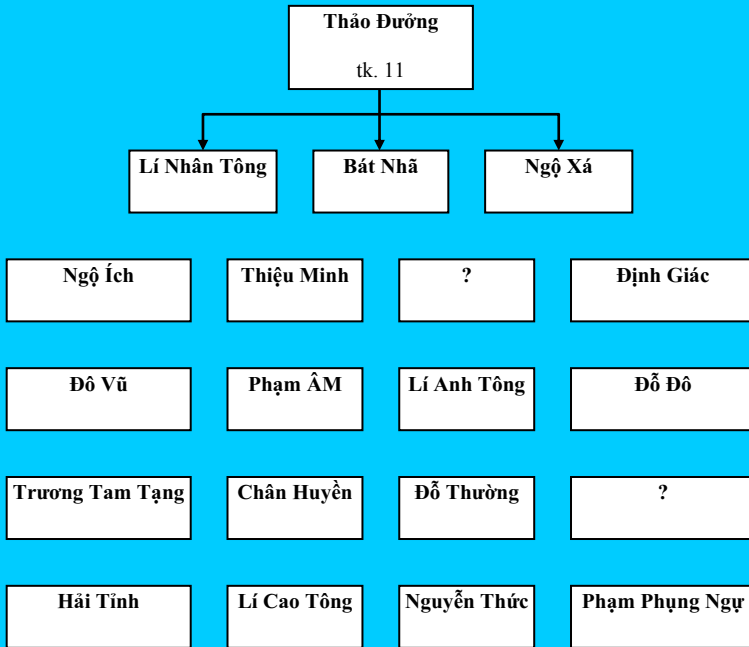 Thảo Đưởng
tk. 11
Lí Nhân Tông Bát Nhã Ngộ Xá
Ngộ Ích Thiệu Minh ? Định Giác
Đô Vũ Phạm ÂM Lí Anh Tông Đỗ Đô
Trương Tam Tạng Chân Huyền Đỗ Thường ?
Hải Tỉnh Lí Cao Tông Nguyễn Thức Phạm Phụng Ngự